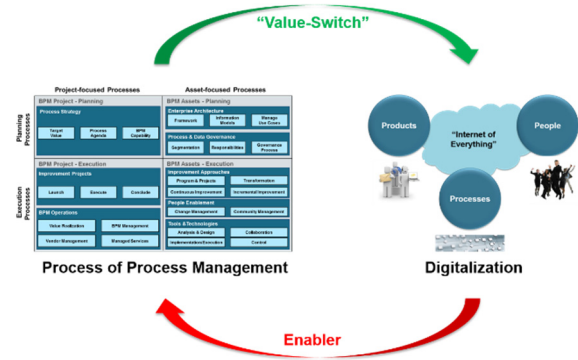 “Value-Switch”
Project-focused Processes
Asset-focused Processes
Planning
Processes
Execution
Processes
BPM Project - Planning
Process Strategy
Target
Value
Process
Agenda
BPM
Capability
BPM Assets - Planning
Enterprise Architecture
Framework
Information
Models
Manage
Use Cases
Process & Data Governance
Segmentation
Responsibilities
Governance
Process
BPM Project - Execution
Improvement Projects
Launch
Execute
Conclude
BPM Operations
Value Realization
BPM Management
Vendor Management
Managed Services
BPM Assets - Execution
Improvement Approaches
Program & Projects
Transformation
Continuous Improvement
Incremental Improvement
People Enablement
Change Management
Community Management
Tools & Technologies
Analysis & Design
Collaboration
Implementation/Execution
Control
Process of Process Management
Products
“Internet of
Everything”
People
Processes
Digitalization
Enabler